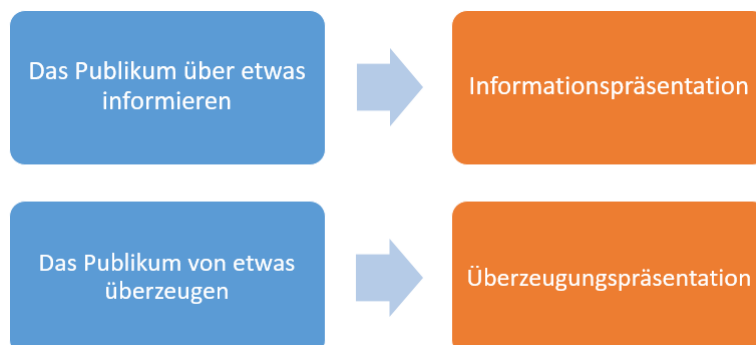 Das Publikum über etwas
informieren
Informationspräsentation
Das Publikum von etwas
überzeugen
Überzeugungspräsentation